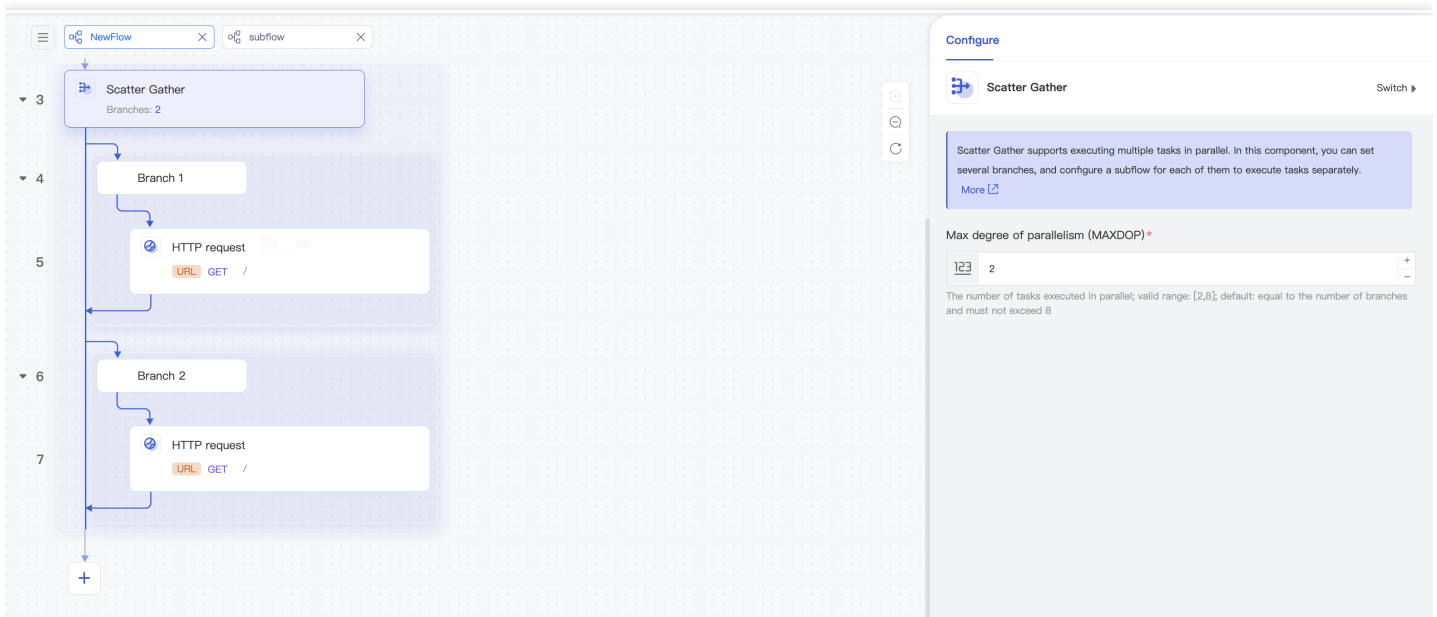 NewFlow
subflow
3
Scatter Gather
Branches: 2
4
Branch 1
5
HTTP request
URL GET /
6
Branch 2
7
HTTP request
URL GET /
+
Configure
Scatter Gather
Switch
Scatter Gather supports executing multiple tasks in parallel. In this component, you can set
several branches, and configure a subflow for each of them to execute tasks separately.
More
Max degree of parallelism (MAXDOP)*
123 2
+
−
The number of tasks executed in parallel; valid range: [2,8]; default: equal to the number of branches
and must not exceed 8